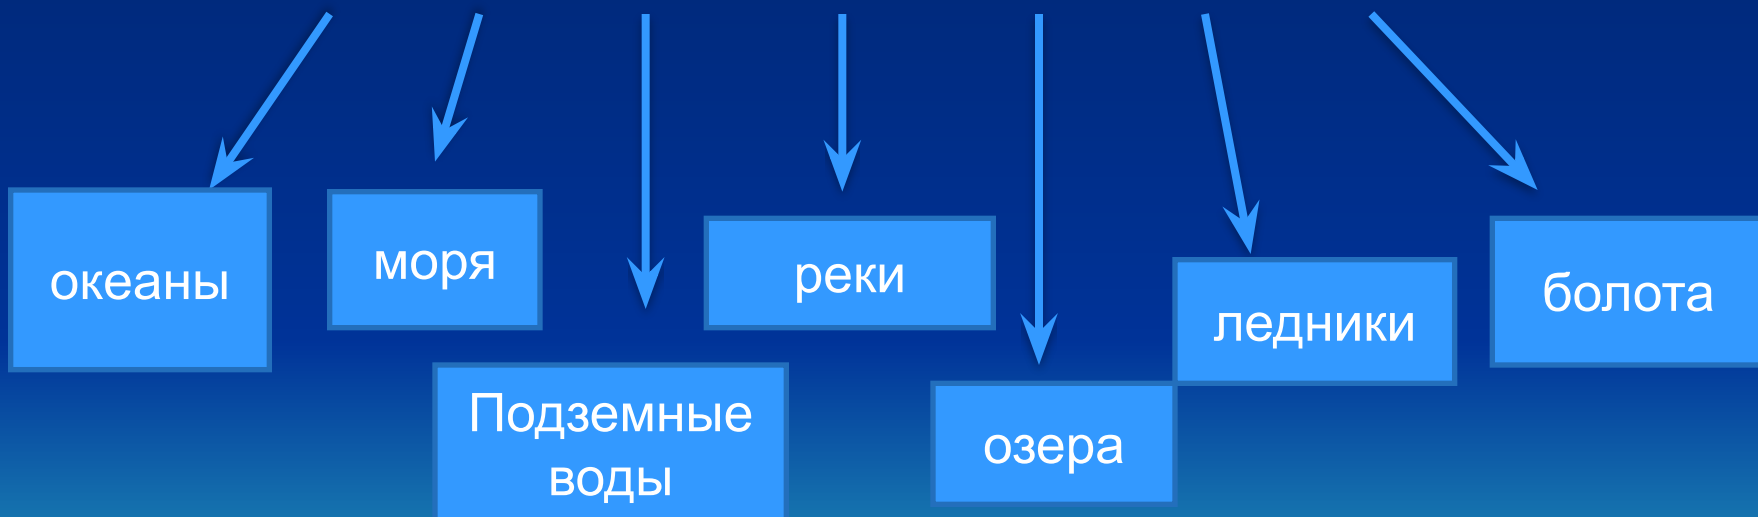 океаны
моря
Подземные
воды
реки
озера
ледники
болота